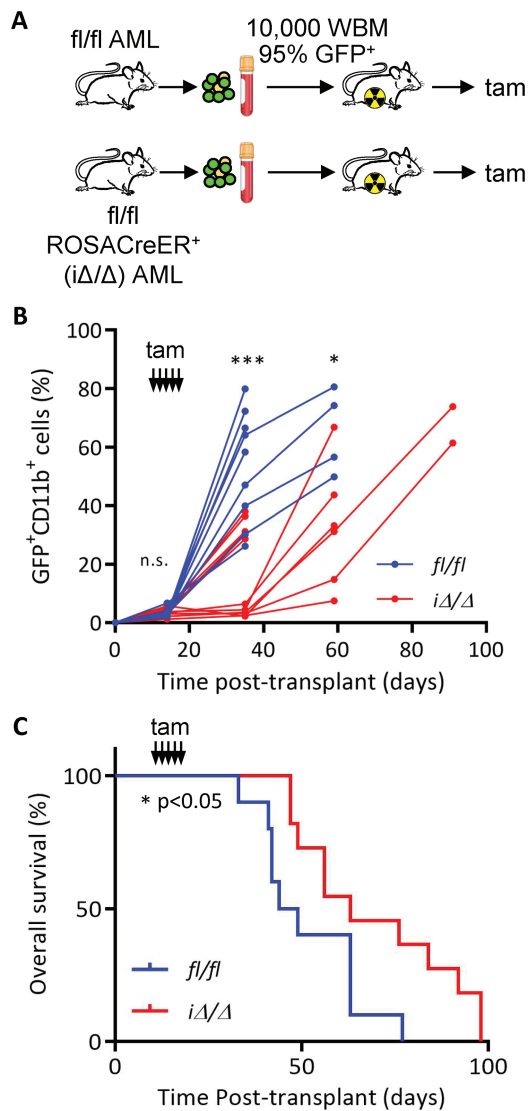 A
fl/fl AML
10,000 WBM
95% GFP⁺
tam
tam
fl/fl
ROSACreER⁺
(iΔ/Δ) AML
B
100
80
60
40
20
0
GFP⁺CD11b⁺ cells (%)
tam
***
*
n.s.
fl/fl
iΔ/Δ
0 20 40 60 80 100
Time post-transplant (days)
C
tam
100
50
0
Overall survival (%)
* p<0.05
fl/fl
iΔ/Δ
0 50 100
Time Post-transplant (days)